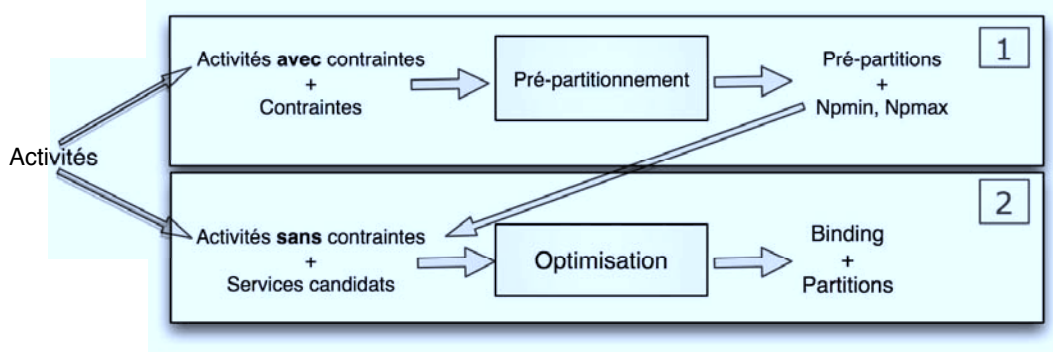 Activités
Activités avec contraintes
+
Contraintes
Pré-partitionnement
Pré-partitions
+
Npmin, Npmax
1
Activités sans contraintes
+
Services candidats
Optimisation
Binding
+
Partitions
2